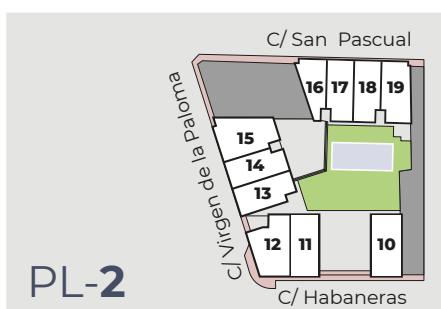 C/ San Pascual
16 17 18 19
C/ Virgen de la Paloma
15
14
13
12 11 10
PL-2
C/ Habaneras